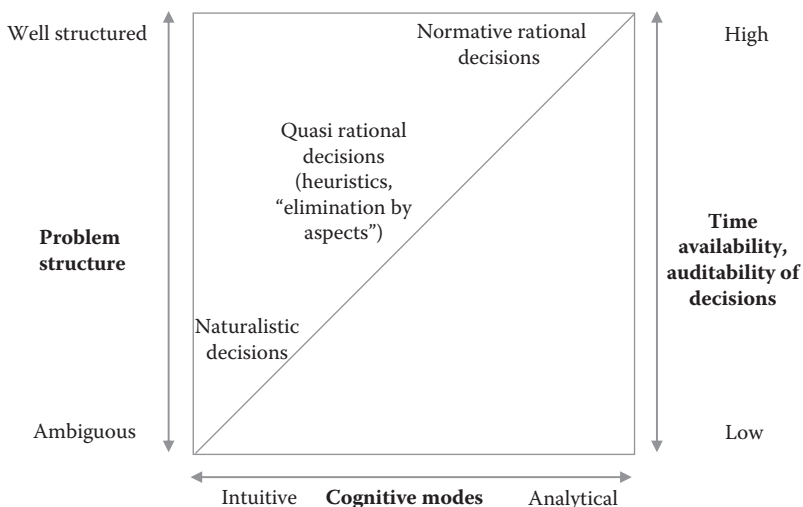 Well structured
Normative rational
decisions
High
Quasi rational
decisions
(heuristics,
“elimination by
aspects”)
Problem
structure
Time
availability,
auditability of
decisions
Naturalistic
decisions
Ambiguous
Low
Intuitive Cognitive modes Analytical